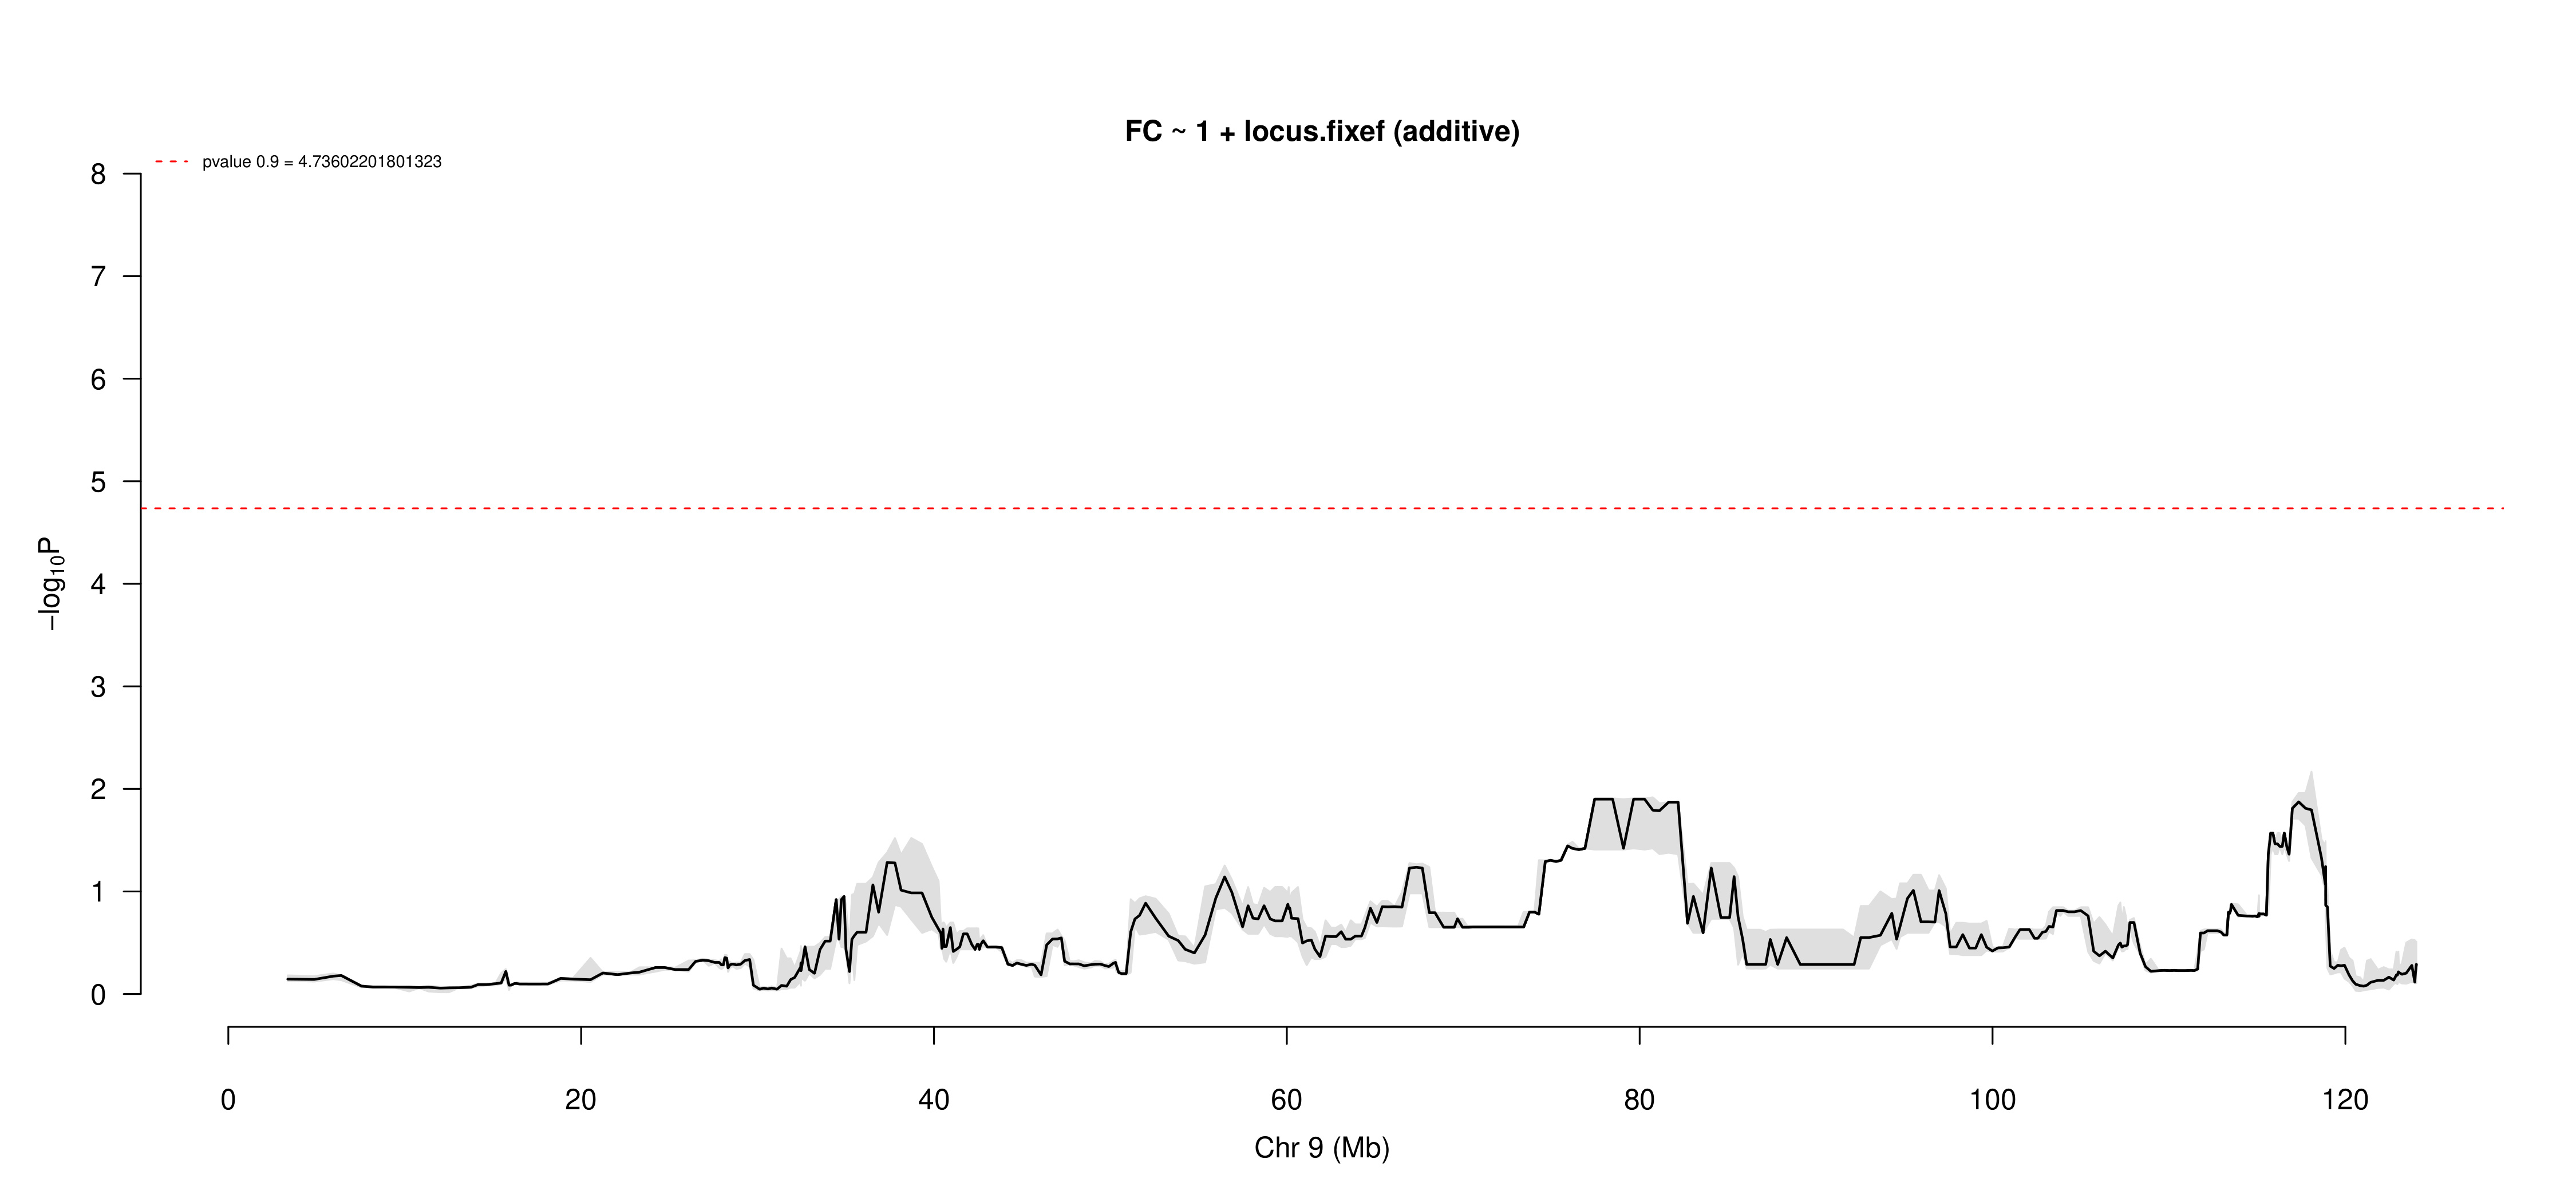 FC ~ 1 + locus.fixef (additive)
pvalue 0.9 = 4.73602201801323
8
7
6
5
4
3
2
1
0
−log10P
0 20 40 60 80 100 120
Chr 9 (Mb)